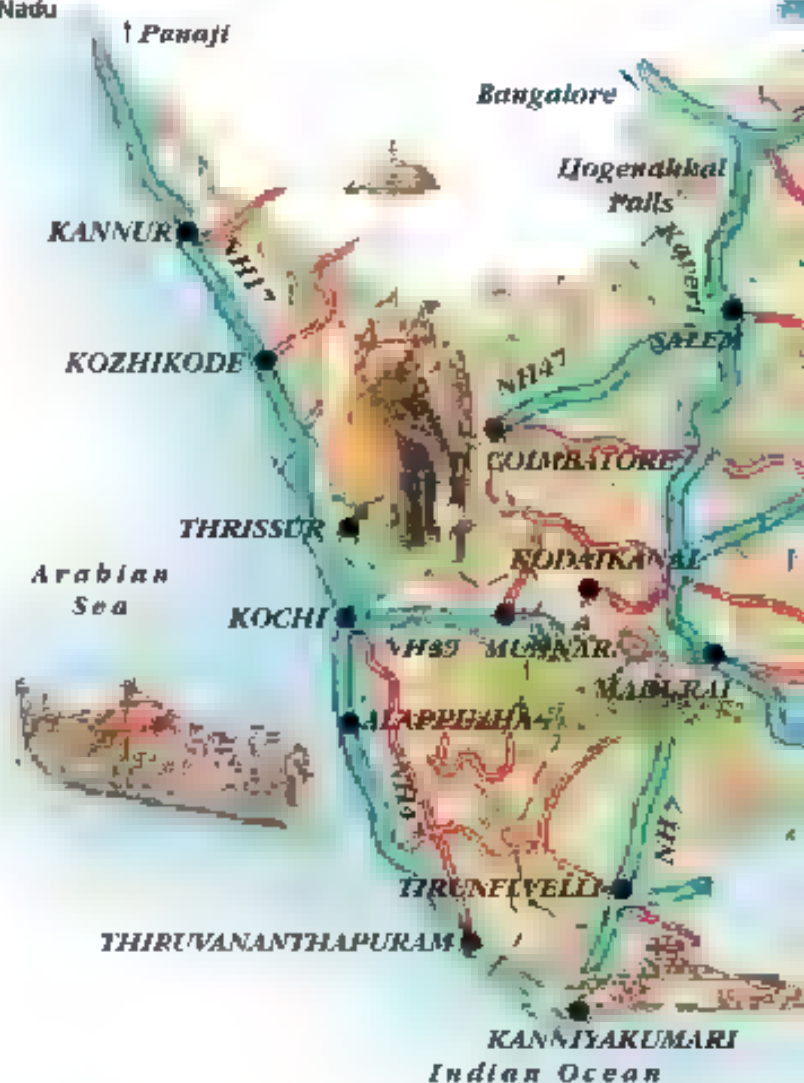 Nadu
↑ Panaji
Bangalore
Hogenakkal
Falls
KANNUR
NH17
Kaveri
SALEM
KOZHIKODE
NH47
COIMBATORE
THRISSUR
KODAIKANAL
Arabian
Sea
KOCHI
NH49 MUNNAR
MADURAI
ALAPPUZHA
NH47
NH7
TIRUNELVELLI
THIRUVANANTHAPURAM
KANNIYAKUMARI
Indian Ocean